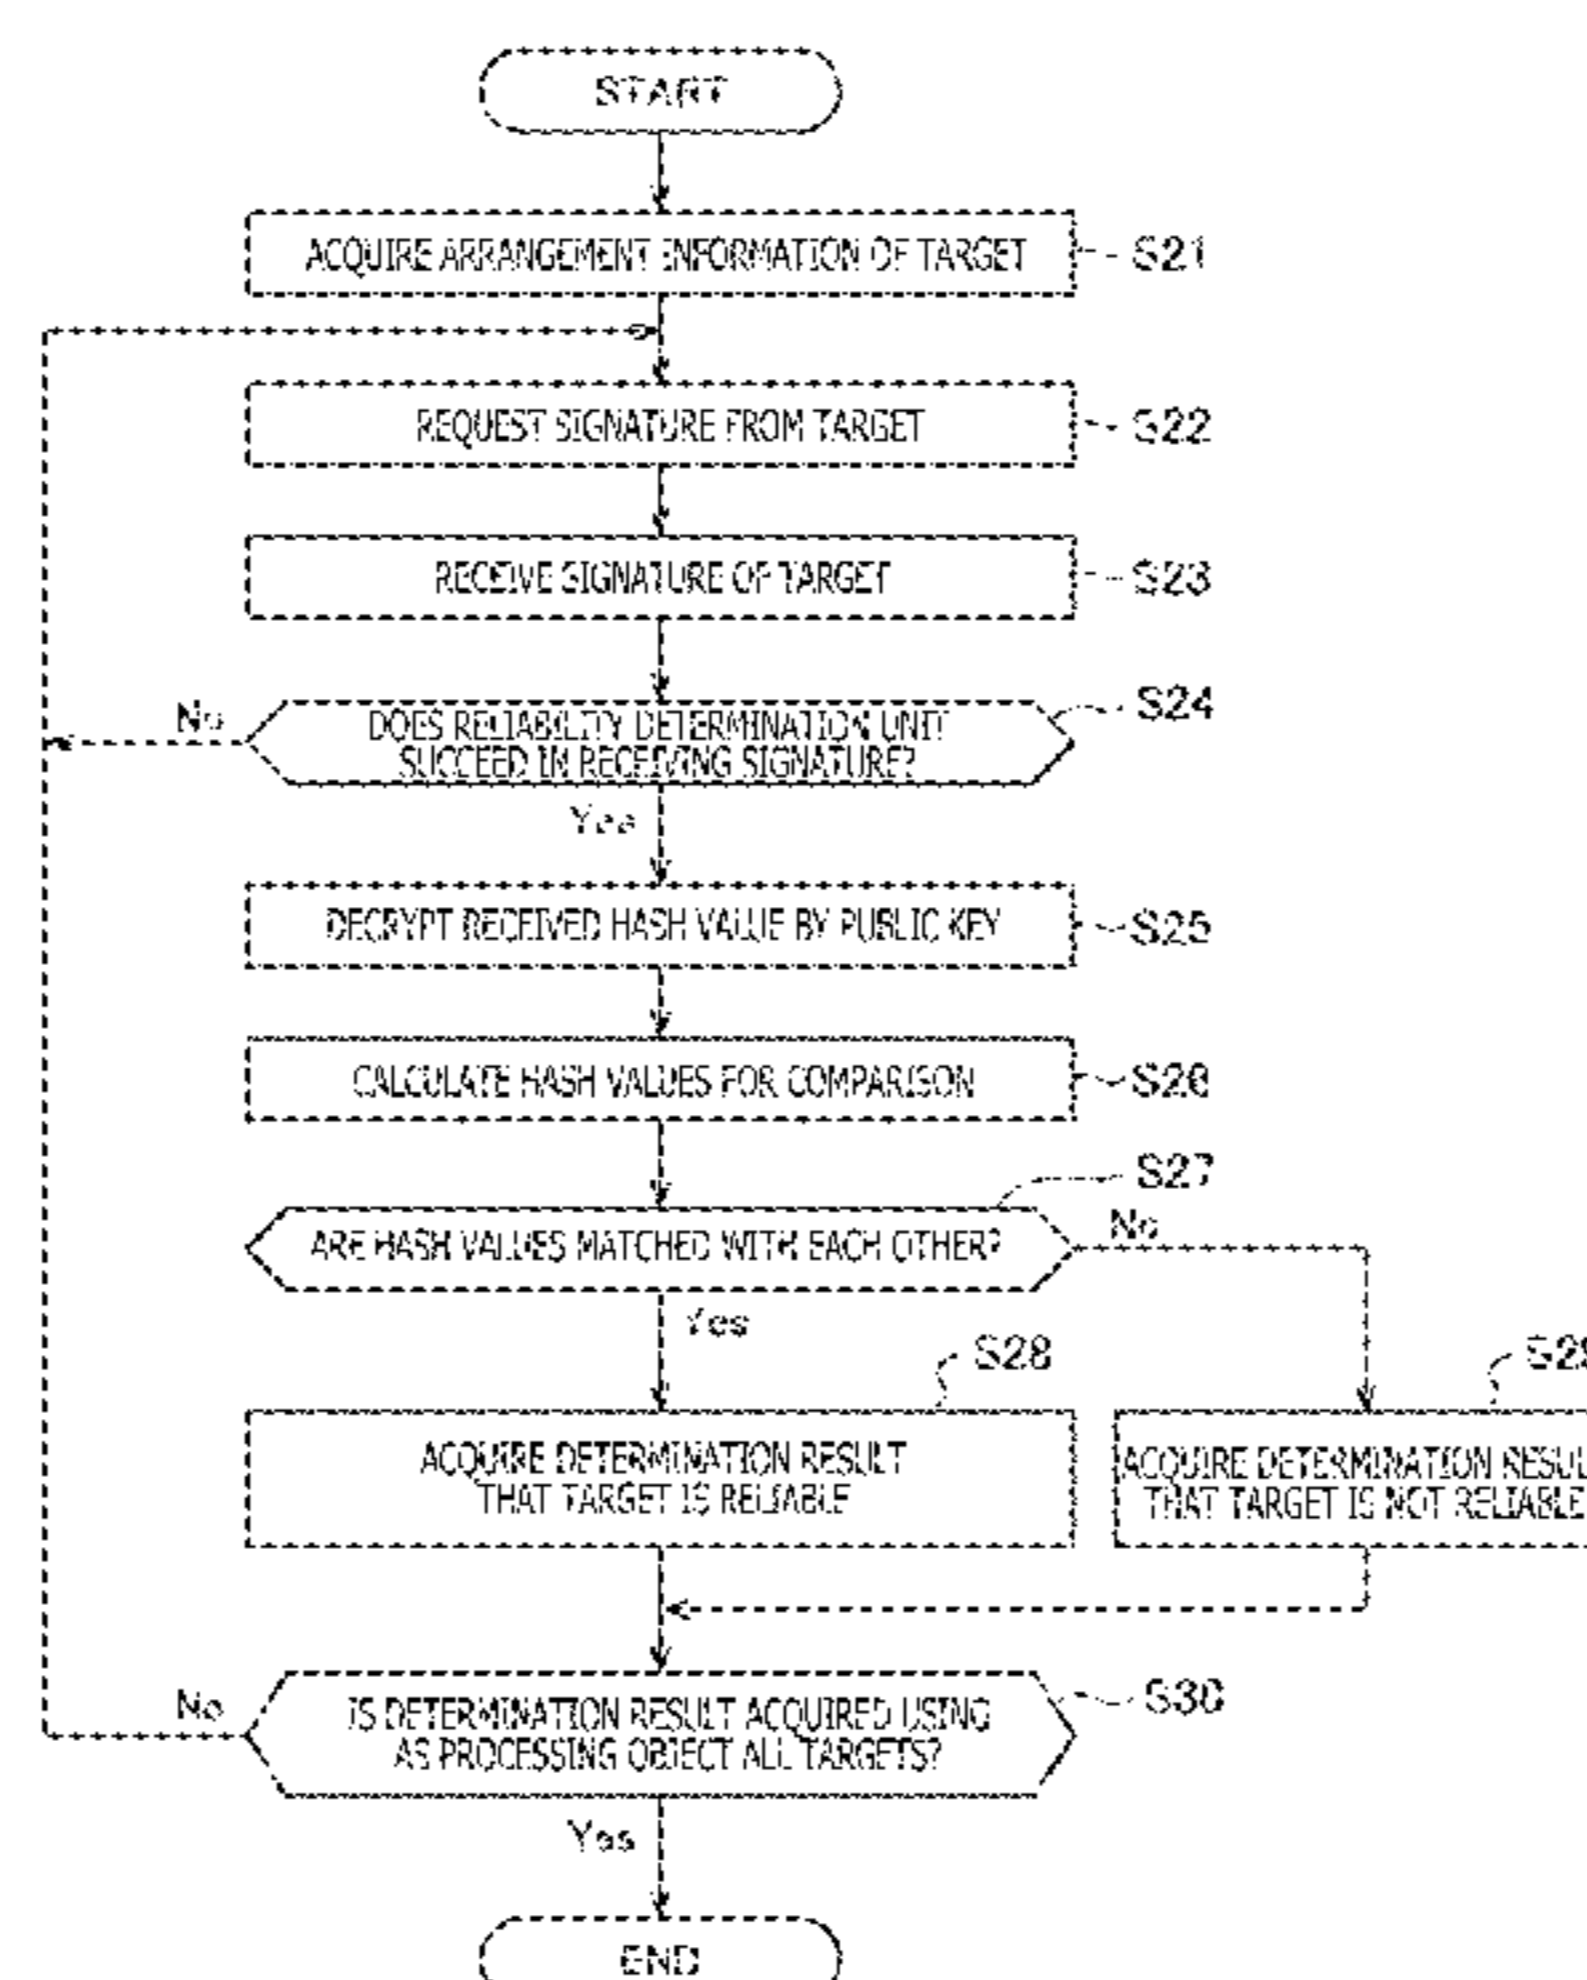 START
ACQUIRE ARRANGEMENT INFORMATION OF TARGET
S21
REQUEST SIGNATURE FROM TARGET
S22
RECEIVE SIGNATURE OF TARGET
S23
S24
No
DOES RELIABILITY DETERMINATION UNIT
SUCCEED IN RECEIVING SIGNATURE?
Yes
DECRYPT RECEIVED HASH VALUE BY PUBLIC KEY
S25
CALCULATE HASH VALUES FOR COMPARISON
S26
S27
ARE HASH VALUES MATCHED WITH EACH OTHER?
No
Yes
S28
S29
ACQUIRE DETERMINATION RESULT
THAT TARGET IS RELIABLE
ACQUIRE DETERMINATION RESUL
THAT TARGET IS NOT RELIABLE
No
IS DETERMINATION RESULT ACQUIRED USING
AS PROCESSING OBJECT ALL TARGETS?
S30
Yes
END